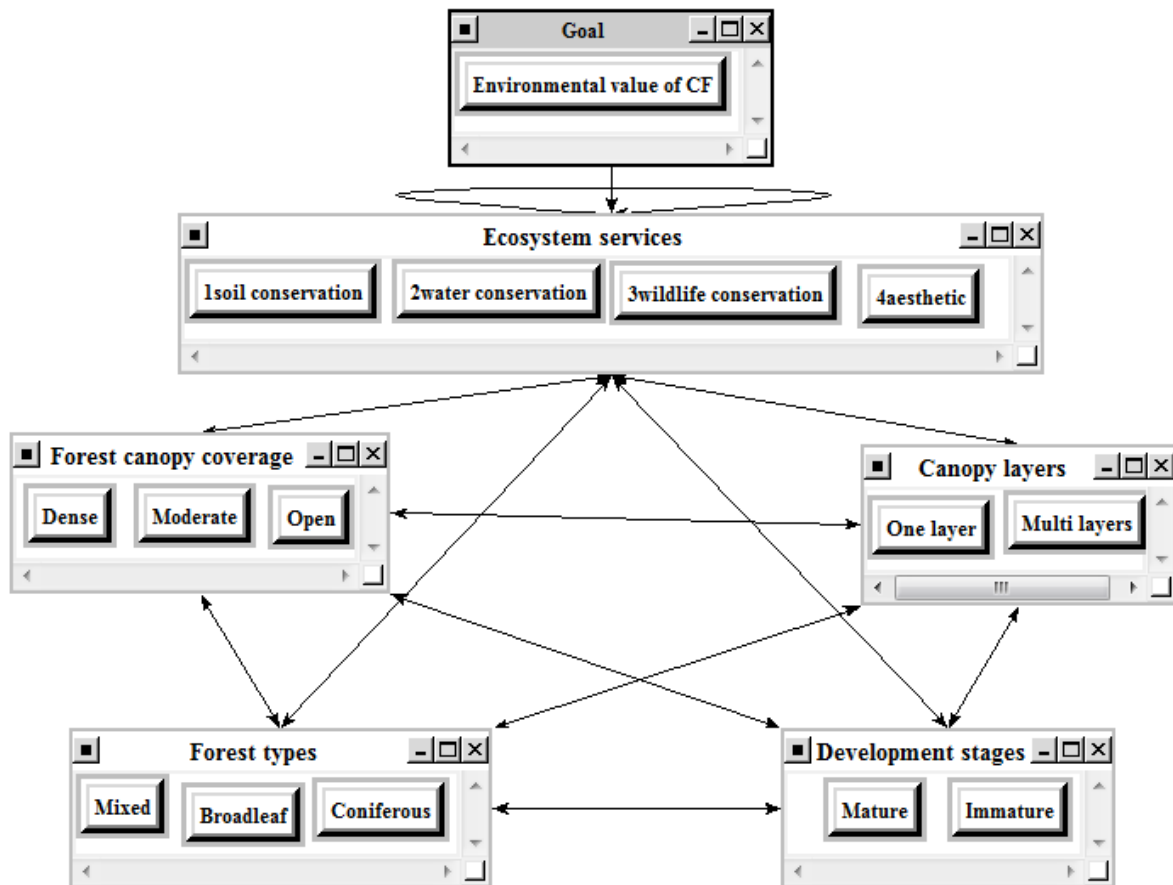 Goal
Environmental value of CF
Ecosystem services
1soil conservation
2water conservation
3wildlife conservation
4aesthetic
Forest canopy coverage
Dense
Moderate
Open
Canopy layers
One layer
Multi layers
Forest types
Mixed
Broadleaf
Coniferous
Development stages
Mature
Immature